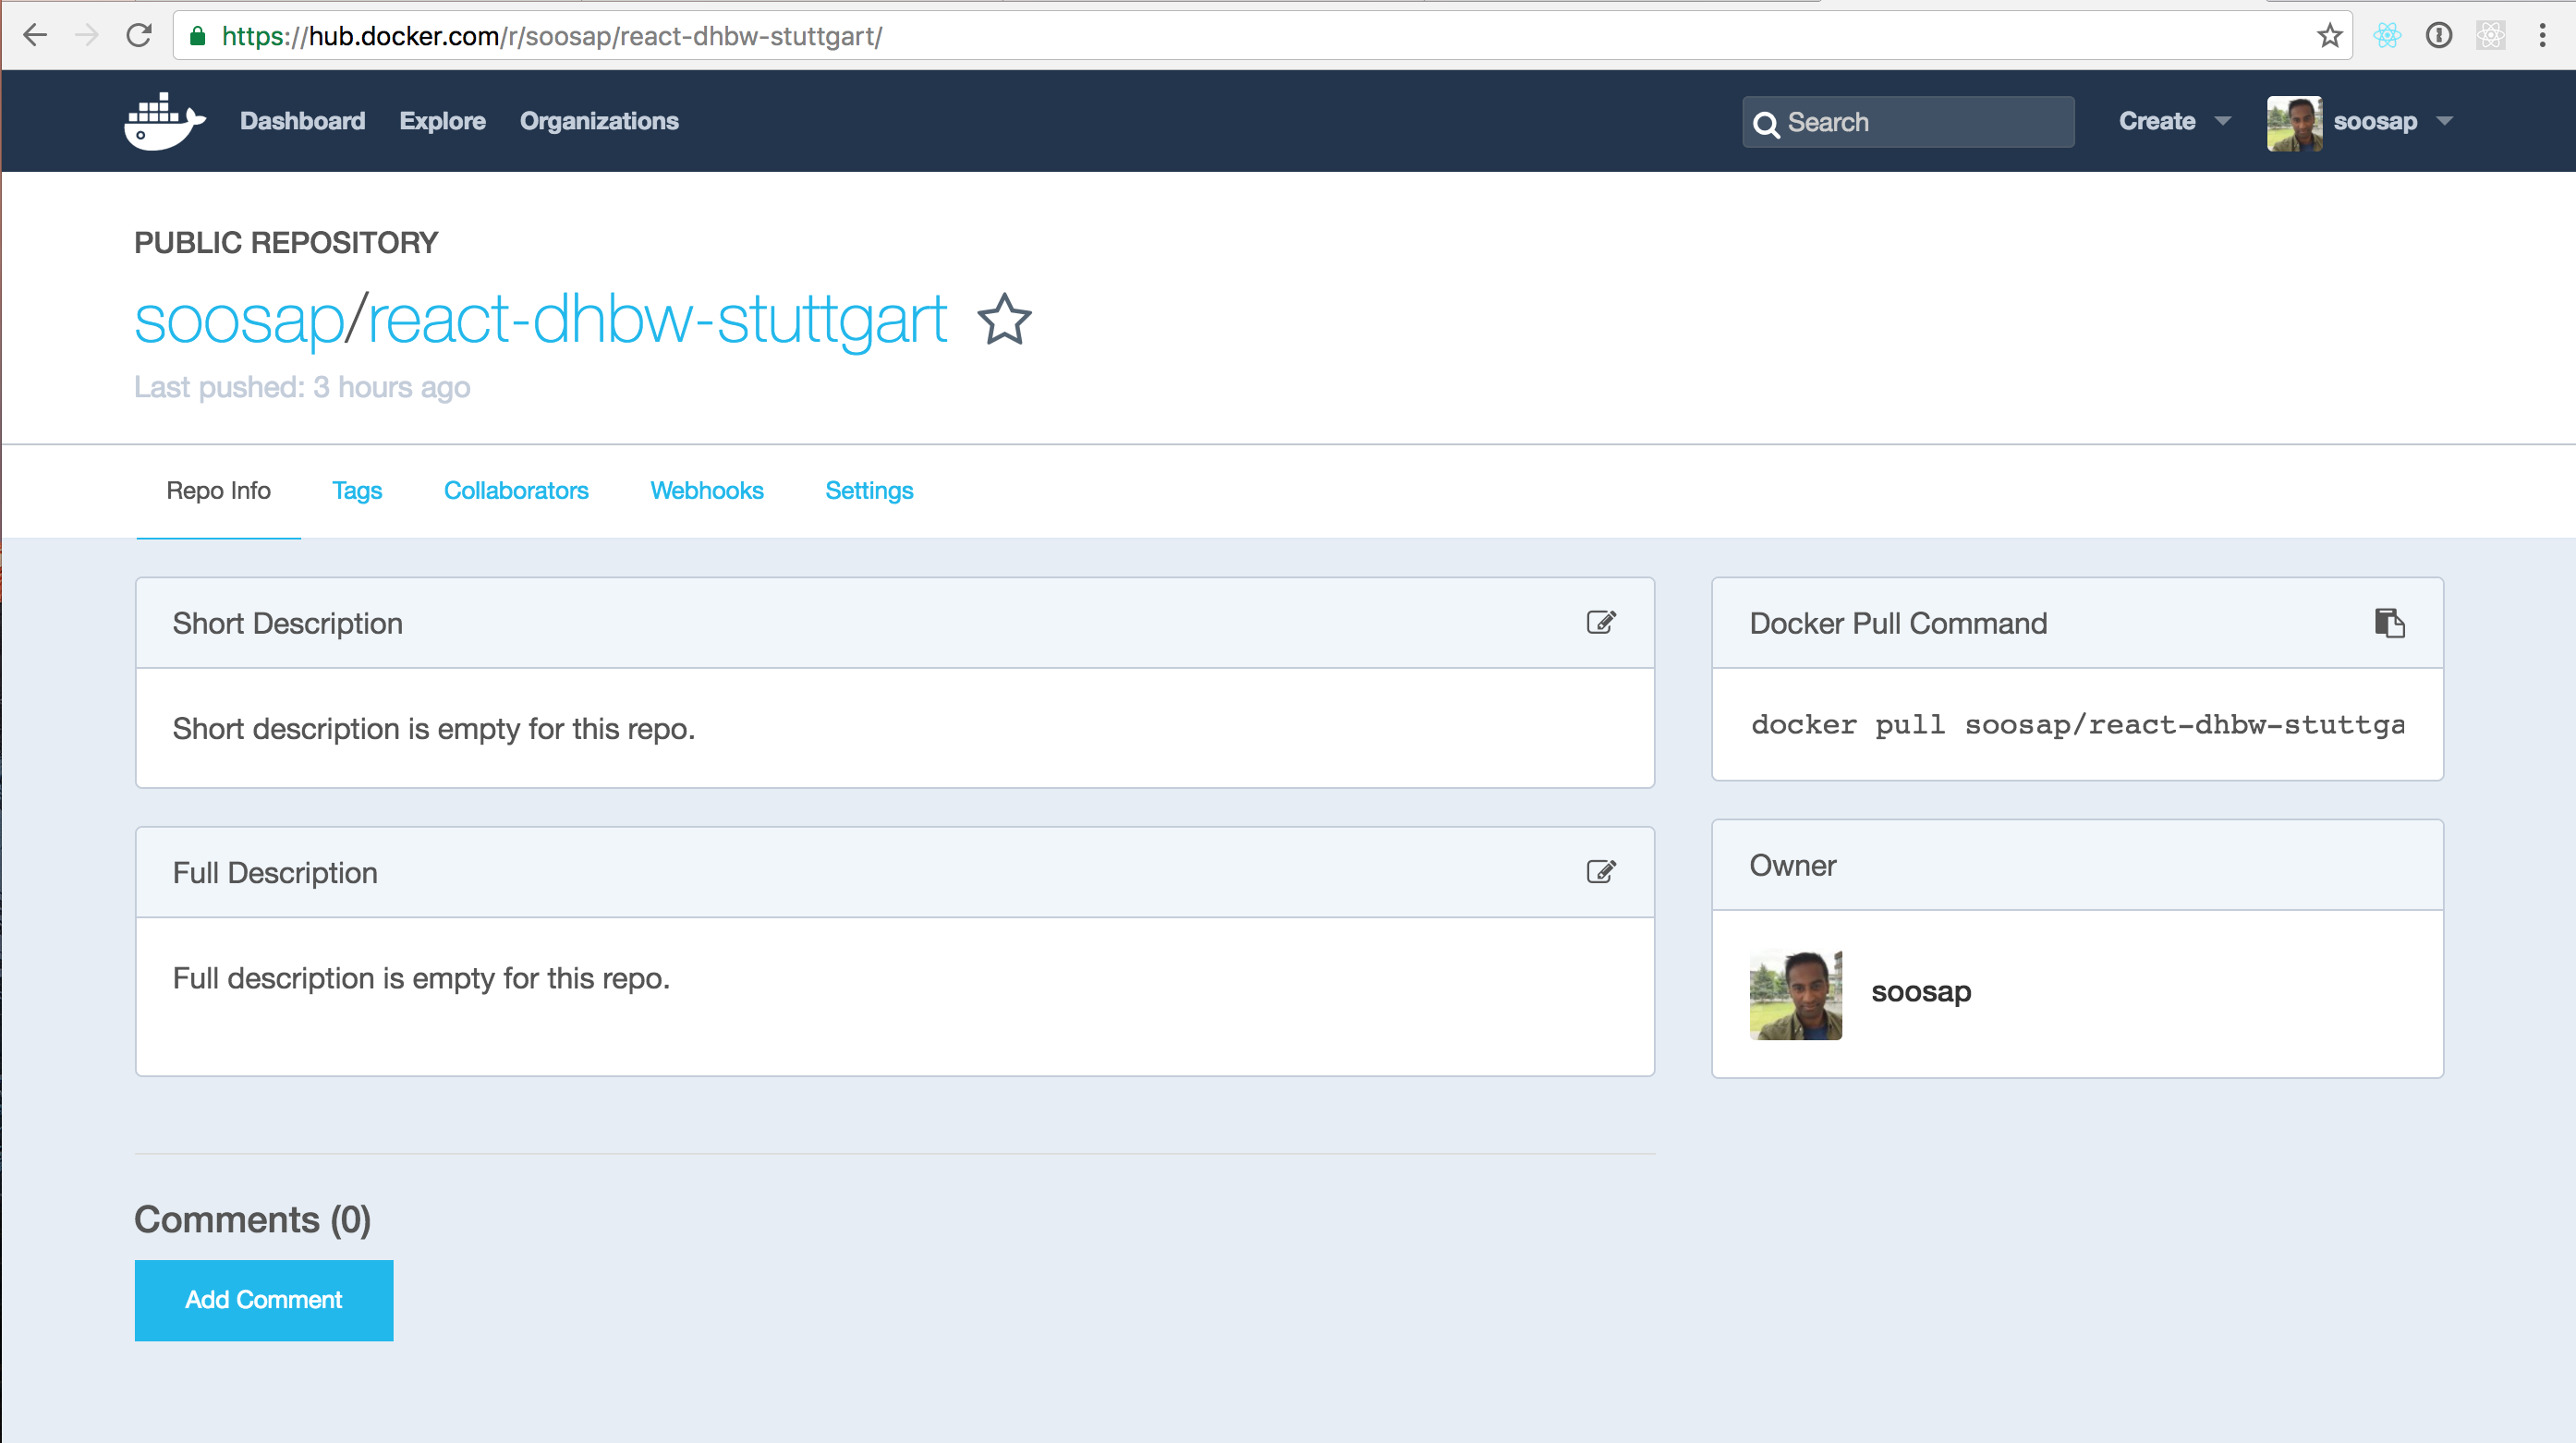 https://hub.docker.com/r/soosap/react-dhbw-stuttgart/
Dashboard Explore Organizations Search Create soosap
PUBLIC REPOSITORY
soosap/react-dhbw-stuttgart
Last pushed: 3 hours ago
Repo Info Tags Collaborators Webhooks Settings
Short Description
Short description is empty for this repo.
Docker Pull Command
docker pull soosap/react-dhbw-stuttga
Full Description
Full description is empty for this repo.
Owner
soosap
Comments (0)
Add Comment